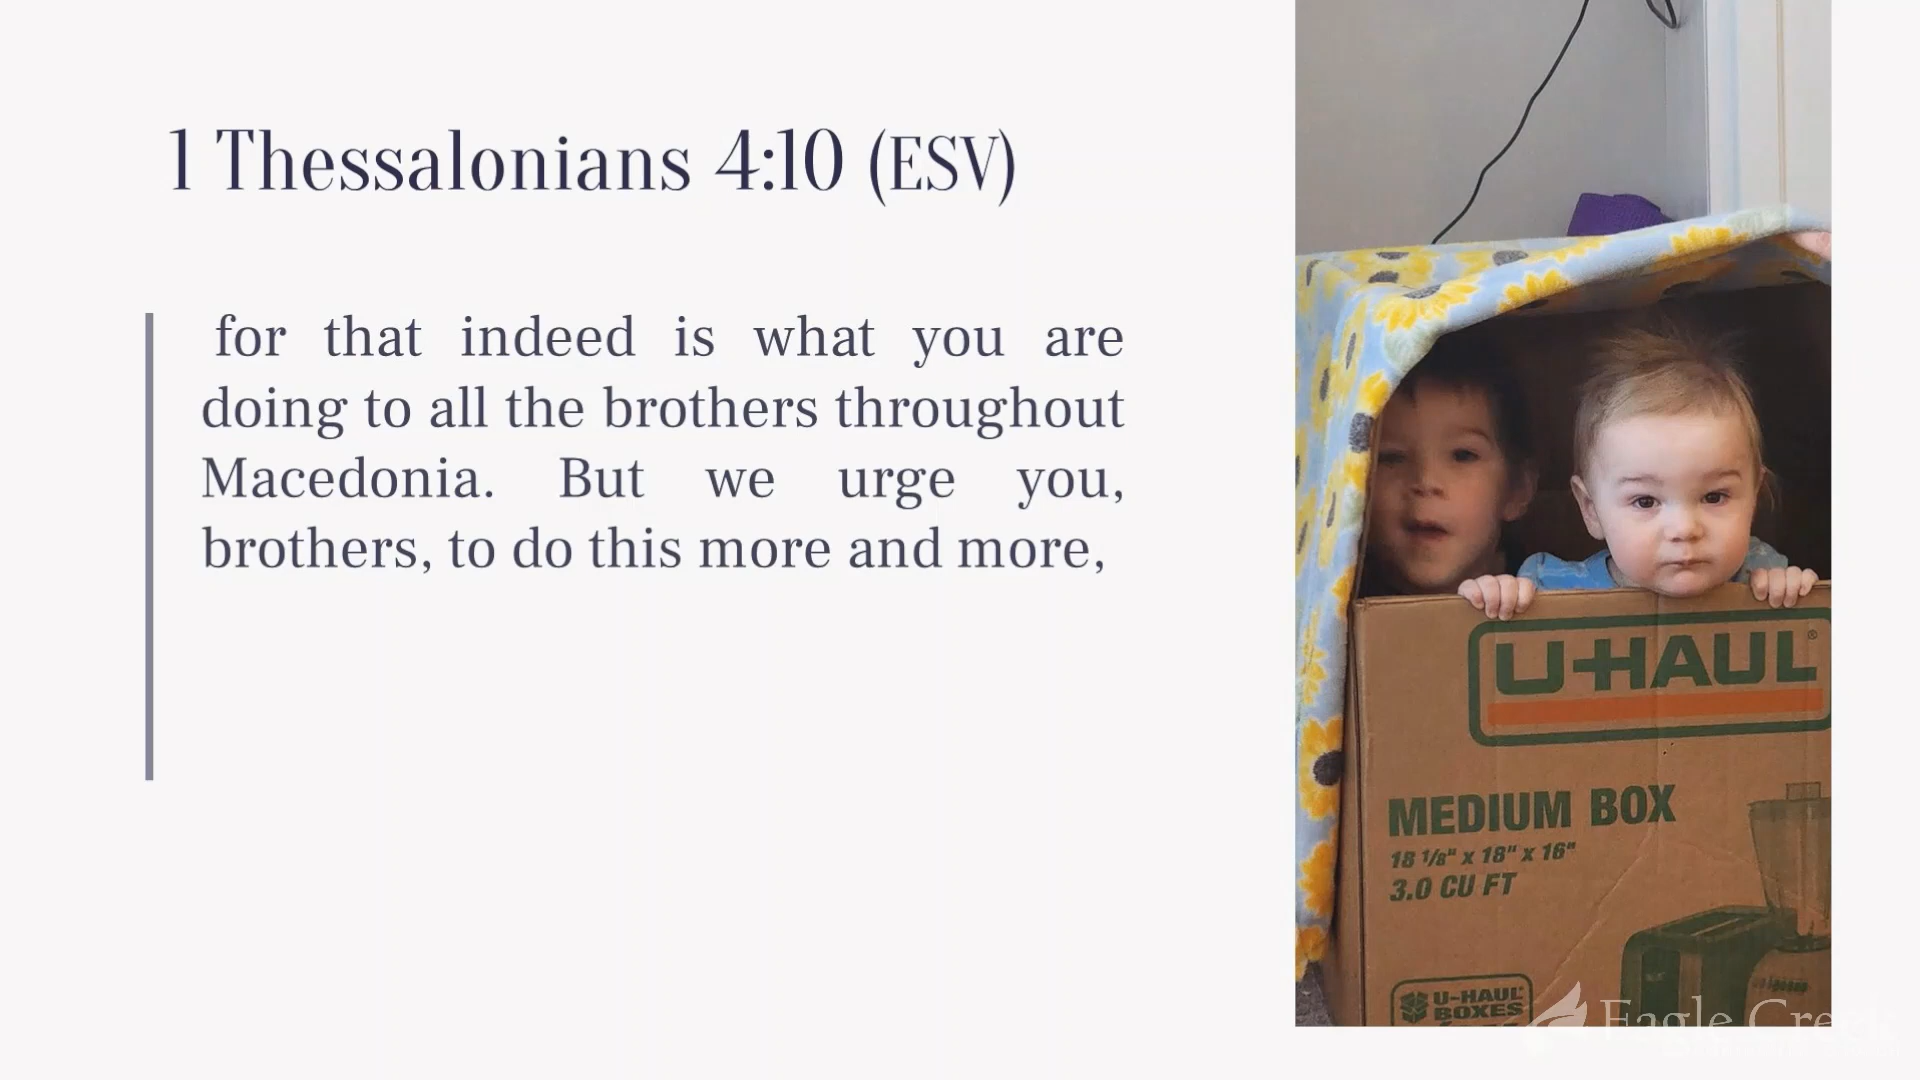 1 Thessalonians 4:10 (ESV)
for that indeed is what you are
doing to all the brothers throughout
Macedonia. But we urge you,
brothers, to do this more and more,
U-HAUL®
MEDIUM BOX
18 1/8" x 18" x 16"
3.0 CU FT
U-HAUL
BOXES
Eagle Creek